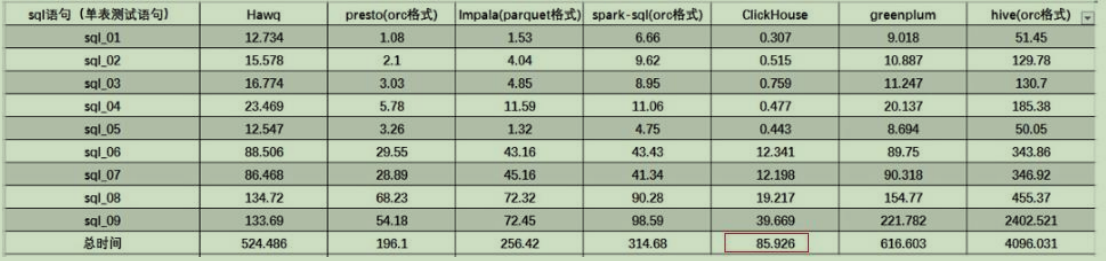 sql语句（单表测试语句） Hawq presto(orc格式) Impala(parquet格式) spark-sql(orc格式) ClickHouse greenplum hive(orc格式)
sql_01 12.734 1.08 1.53 6.66 0.307 9.018 51.45
sql_02 15.578 2.1 4.04 9.62 0.515 10.887 129.78
sql_03 16.774 3.03 4.85 8.95 0.759 11.247 130.7
sql_04 23.469 5.78 11.59 11.06 0.477 20.137 185.38
sql_05 12.547 3.26 1.32 4.75 0.443 8.694 50.05
sql_06 88.506 29.55 43.16 43.43 12.341 89.75 343.86
sql_07 86.468 28.89 45.16 41.34 12.198 90.318 346.92
sql_08 134.72 68.23 72.32 90.28 19.217 154.77 455.37
sql_09 133.69 54.18 72.45 98.59 39.669 221.782 2402.521
总时间 524.486 196.1 256.42 314.68 85.926 616.603 4096.031